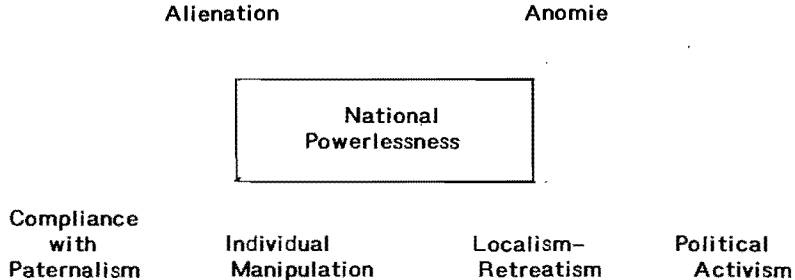 Alienation Anomie
National
Powerlessness
Compliance
with Individual Localism- Political
Paternalism Manipulation Retreatism Activism